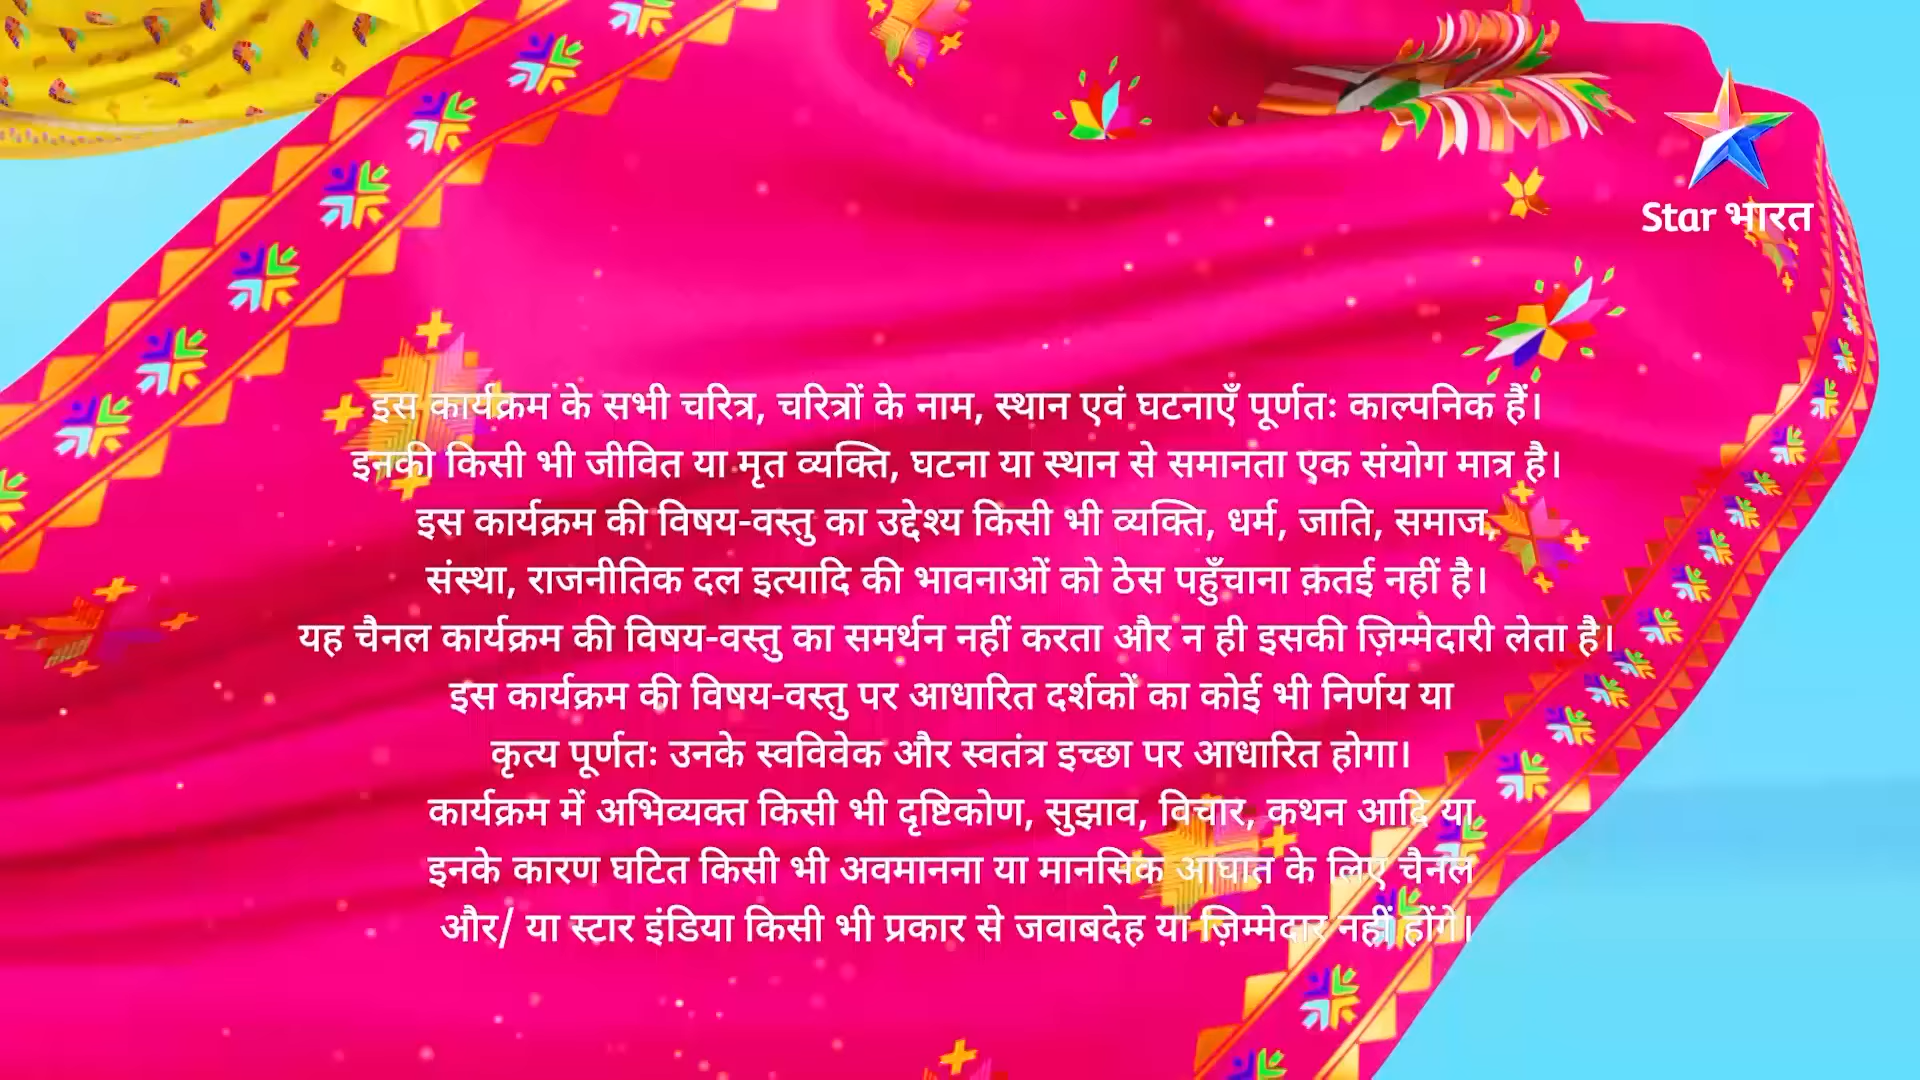 Star भारत
इस कार्यक्रम के सभी चरित्र, चरित्रों के नाम, स्थान एवं घटनाएँ पूर्णतः काल्पनिक हैं।
इनकी किसी भी जीवित या मृत व्यक्ति, घटना या स्थान से समानता एक संयोग मात्र है।
इस कार्यक्रम की विषय-वस्तु का उद्देश्य किसी भी व्यक्ति, धर्म, जाति, समाज,
संस्था, राजनीतिक दल इत्यादि की भावनाओं को ठेस पहुँचाना क़तई नहीं है।
यह चैनल कार्यक्रम की विषय-वस्तु का समर्थन नहीं करता और न ही इसकी ज़िम्मेदारी लेता है।
इस कार्यक्रम की विषय-वस्तु पर आधारित दर्शकों का कोई भी निर्णय या
कृत्य पूर्णतः उनके स्वविवेक और स्वतंत्र इच्छा पर आधारित होगा।
कार्यक्रम में अभिव्यक्त किसी भी दृष्टिकोण, सुझाव, विचार, कथन आदि या
इनके कारण घटित किसी भी अवमानना या मानसिक आघात के लिए चैनल
और/ या स्टार इंडिया किसी भी प्रकार से जवाबदेह या ज़िम्मेदार नहीं होंगे।